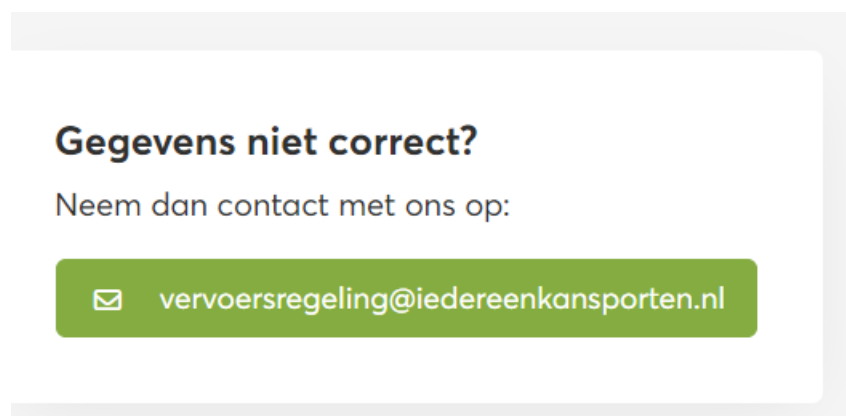 Gegevens niet correct?
Neem dan contact met ons op:
vervoersregeling@iedereenkansporten.nl